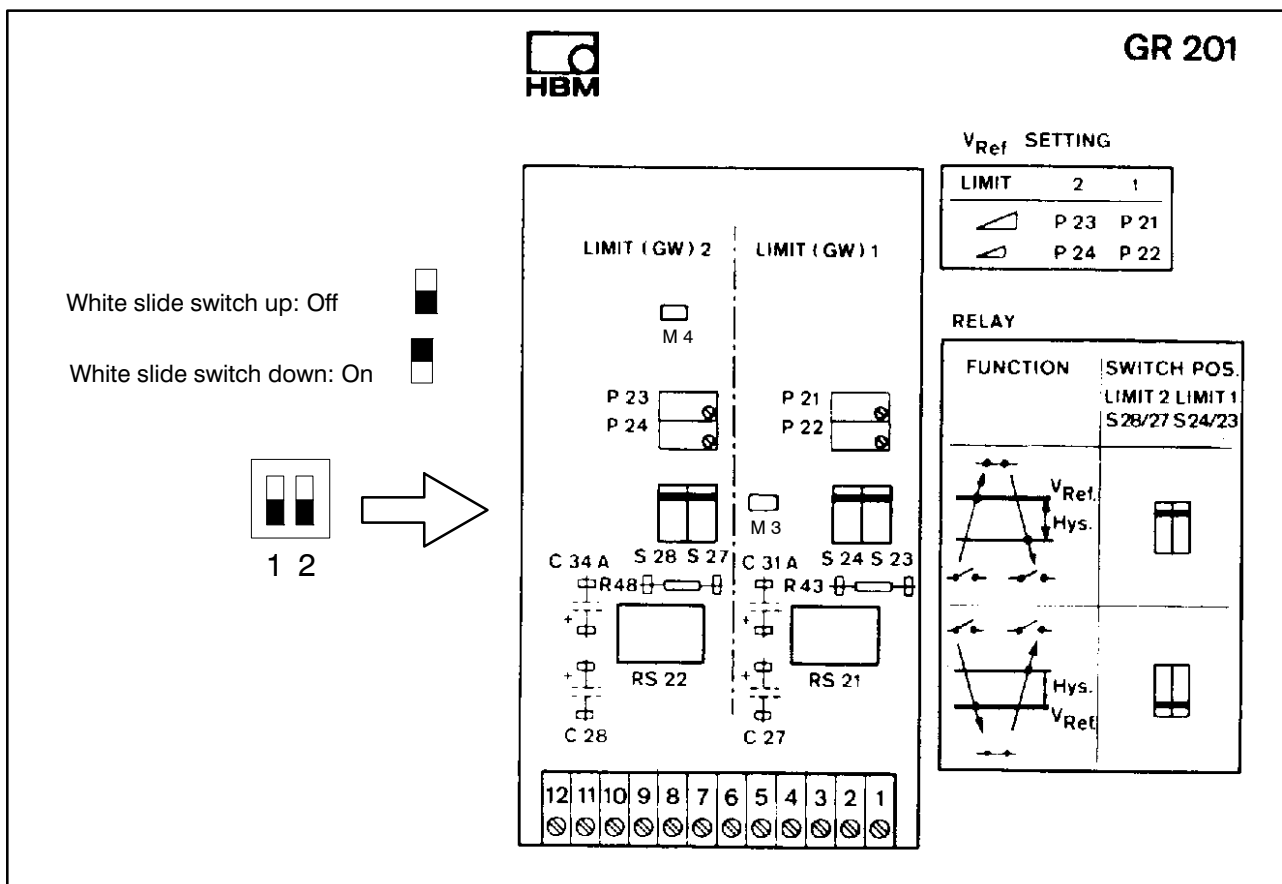 HBM
GR 201
White slide switch up: Off
White slide switch down: On
1 2
LIMIT (GW) 2
LIMIT (GW) 1
M 4
P 23
P 24
P 21
P 22
M 3
S 28 S 27
S 24 S 23
C 34 A
R48
C 31 A
R43
+
+
RS 22
RS 21
+
+
C 28
C 27
12 11 10 9 8 7 6 5 4 3 2 1
VRef SETTING
LIMIT 2 1
P 23 P 21
P 24 P 22
RELAY
FUNCTION
SWITCH POS.
LIMIT 2 LIMIT 1
S28/27 S24/23
VRef.
Hys.
Hys.
VRef.